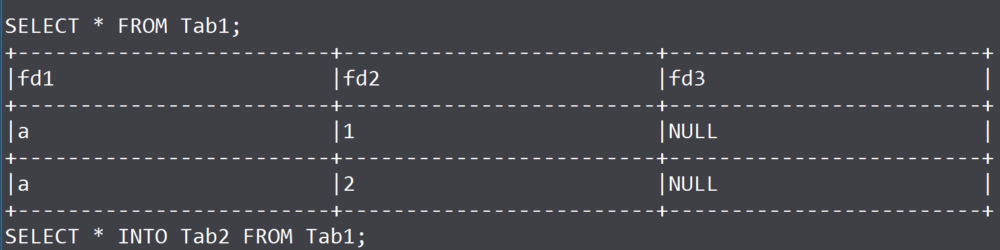 SELECT * FROM Tab1;
+-------------------------+-------------------------+-------------------------+
|fd1                      |fd2                      |fd3                      |
+-------------------------+-------------------------+-------------------------+
|a                        |1                        |NULL                     |
+-------------------------+-------------------------+-------------------------+
|a                        |2                        |NULL                     |
+-------------------------+-------------------------+-------------------------+
SELECT * INTO Tab2 FROM Tab1;